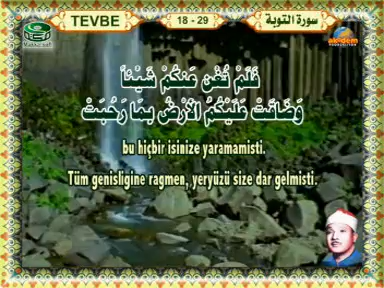 TEVBE
18 - 29
سورة التوبة
فَلَمْ تُغْنِ عَنكُمْ شَيْـًٔا
وَضَاقَتْ عَلَيْكُمُ الْأَرْضُ بِمَا رَحُبَتْ
bu hiçbir isinize yaramamisti.
Tüm genisligine ragmen, yeryüzü size dar gelmisti.